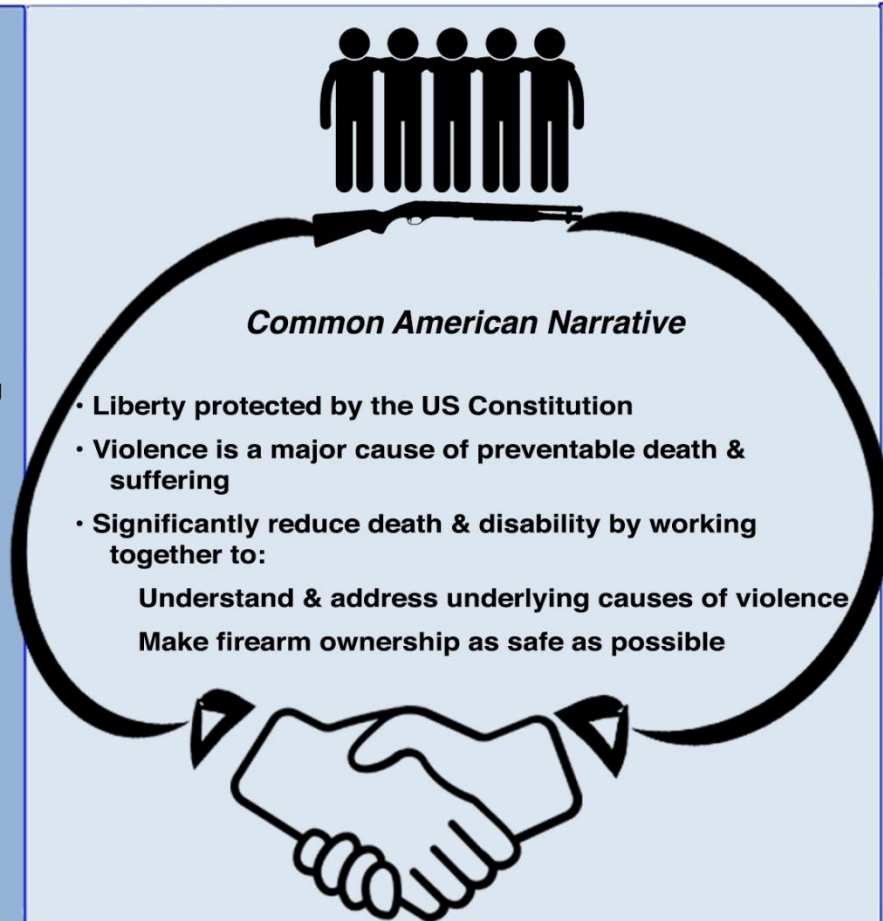 Common American Narrative
· Liberty protected by the US Constitution
· Violence is a major cause of preventable death &
suffering
· Significantly reduce death & disability by working
together to:
Understand & address underlying causes of violence
Make firearm ownership as safe as possible